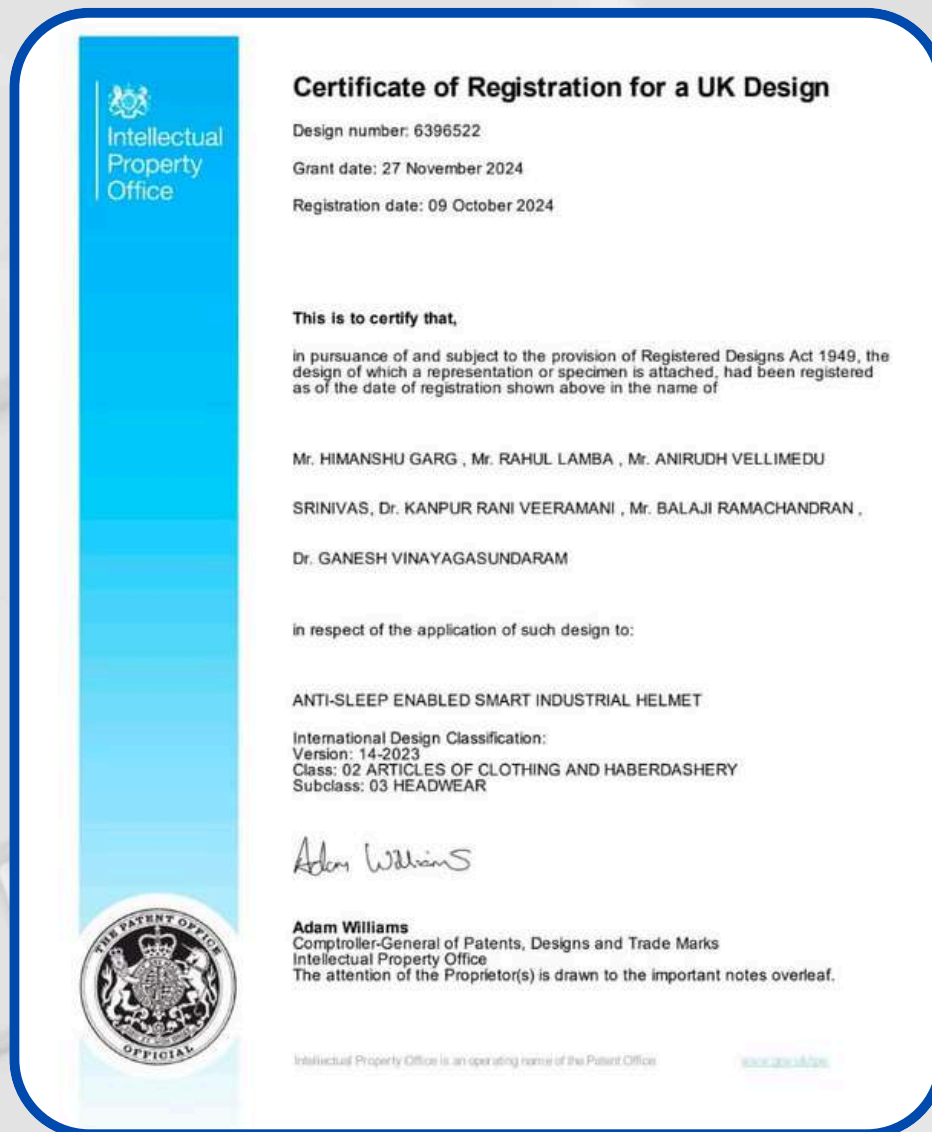 Intellectual
Property
Office
Certificate of Registration for a UK Design
Design number: 6396522
Grant date: 27 November 2024
Registration date: 09 October 2024
This is to certify that,
in pursuance of and subject to the provision of Registered Designs Act 1949, the
design of which a representation or specimen is attached, had been registered
as of the date of registration shown above in the name of
Mr. HIMANSHU GARG , Mr. RAHUL LAMBA , Mr. ANIRUDH VELLIMEDU
SRINIVAS, Dr. KANPUR RANI VEERAMANI , Mr. BALAJI RAMACHANDRAN ,
Dr. GANESH VINAYAGASUNDARAM
in respect of the application of such design to:
ANTI-SLEEP ENABLED SMART INDUSTRIAL HELMET
International Design Classification:
Version: 14-2023
Class: 02 ARTICLES OF CLOTHING AND HABERDASHERY
Subclass: 03 HEADWEAR
Adam Williams
Adam Williams
Comptroller-General of Patents, Designs and Trade Marks
Intellectual Property Office
The attention of the Proprietor(s) is drawn to the important notes overleaf.
THE PATENT OFFICE
OFFICIAL
Intellectual Property Office is an operating name of the Patent Office
www.gov.uk/ipo